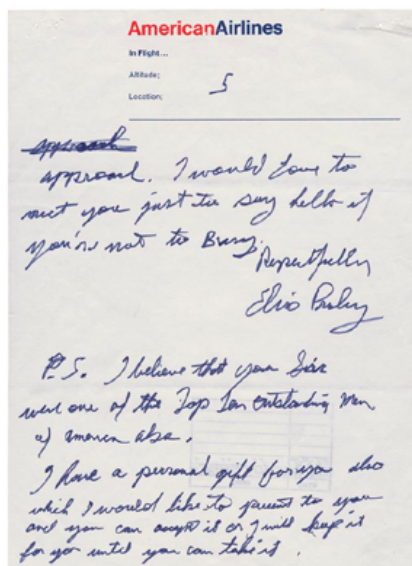 AmericanAirlines
In Flight...
Altitude;
Location;
5
approach
approach. I would love to
meet you just to say hello if
you're not to Busy.
Respectfully
Elvis Presley
P.S. I believe that you Sir
were one of the Top Ten outstanding men
of america also.
I have a personal gift for you also
which I would like to present to you
and you can accept it or I will keep it
for you until you can take it.